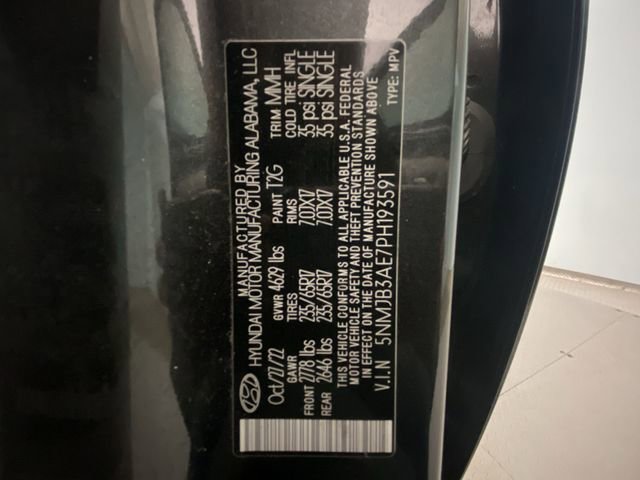 MANUFACTURED BY
HYUNDAI MOTOR MANUFACTURING ALABAMA, LLC
Oct/27/22 GVWR 4629 lbs PAINT T2G TRIM MMH
GAWR TIRES RIMS COLD TIRE INFL
FRONT 2778 lbs 235/65R17 7.00X17 35 psi SINGLE
REAR 2646 lbs 235/65R17 7.00X17 35 psi SINGLE
THIS VEHICLE CONFORMS TO ALL APPLICABLE U.S.A. FEDERAL
MOTOR VEHICLE SAFETY AND THEFT PREVENTION STANDARDS
IN EFFECT ON THE DATE OF MANUFACTURE SHOWN ABOVE
V.I.N 5NMJB3AE7PH193591 TYPE: MPV